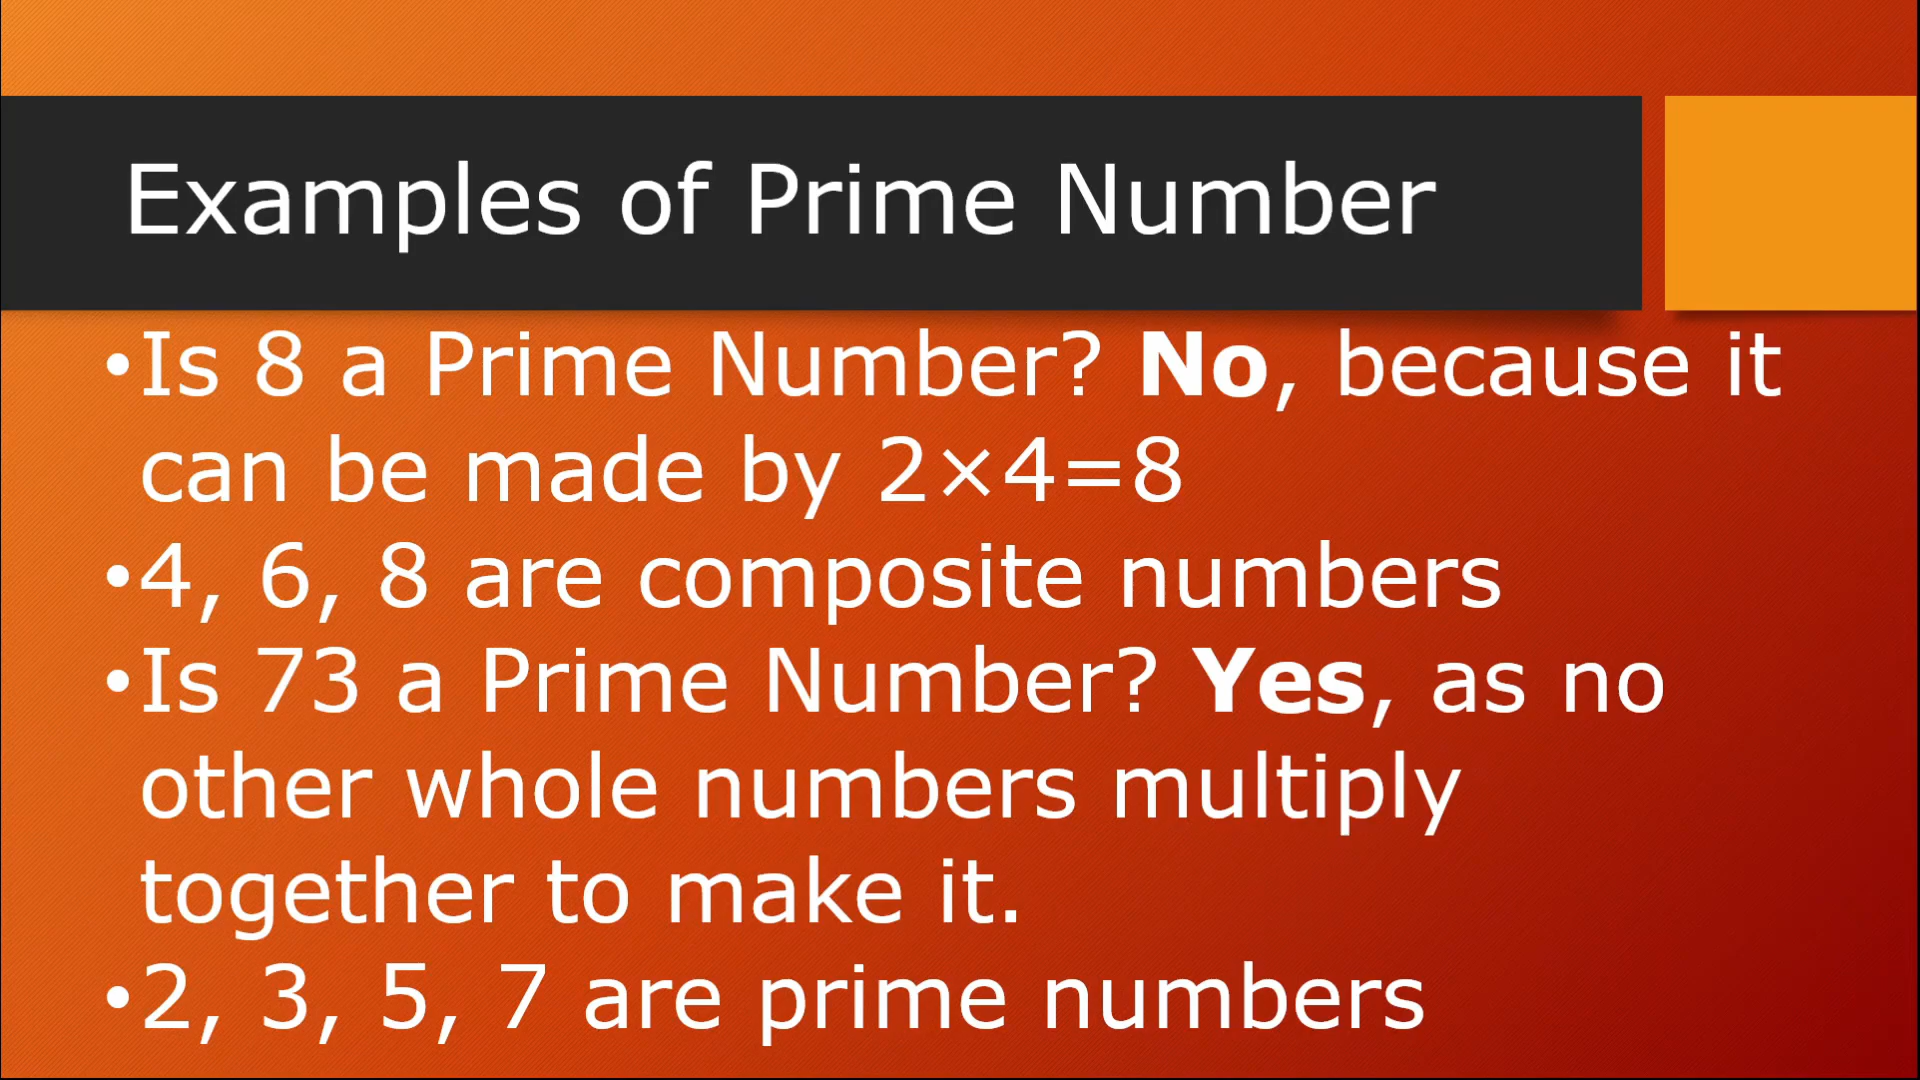 Examples of Prime Number
•Is 8 a Prime Number? No, because it
can be made by 2×4=8
•4, 6, 8 are composite numbers
•Is 73 a Prime Number? Yes, as no
other whole numbers multiply
together to make it.
•2, 3, 5, 7 are prime numbers